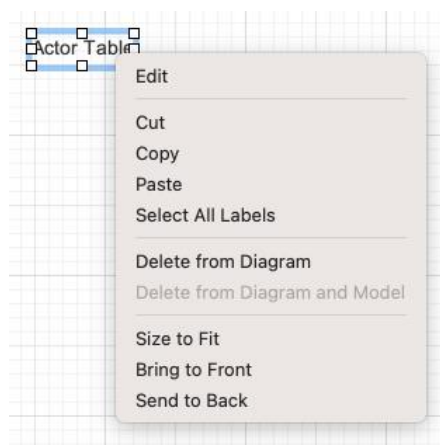 Actor Table
Edit
Cut
Copy
Paste
Select All Labels
Delete from Diagram
Delete from Diagram and Model
Size to Fit
Bring to Front
Send to Back